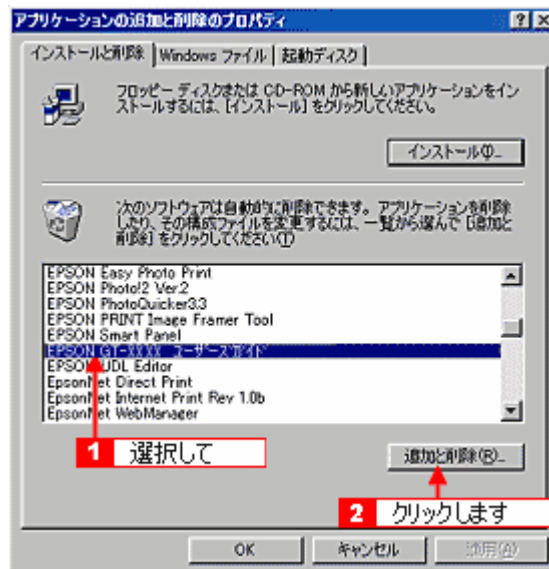 アプリケーションの追加と削除のプロパティ
インストールと削除 Windows ファイル 起動ディスク
フロッピー ディスクまたは CD-ROM から新しいアプリケーションをイン
ストールするには、[インストール] をクリックしてください。
インストール(I)...
次のソフトウェアは自動的に削除できます。アプリケーションを削除
したり、その構成ファイルを変更するには、一覧から選んで [追加と
削除] をクリックしてください(T)
EPSON Easy Photo Print
EPSON Photo!2 Ver.2
EPSON PhotoQuicker3.3
EPSON PRINT Image Framer Tool
EPSON Smart Panel
EPSON GT-XXXX ユーザーズガイド
EPSON UDL Editor
EpsonNet Direct Print
EpsonNet Internet Print Rev 1.0b
EpsonNet WebManager
1 選択して
追加と削除(R)...
2 クリックします
OK キャンセル 適用(A)